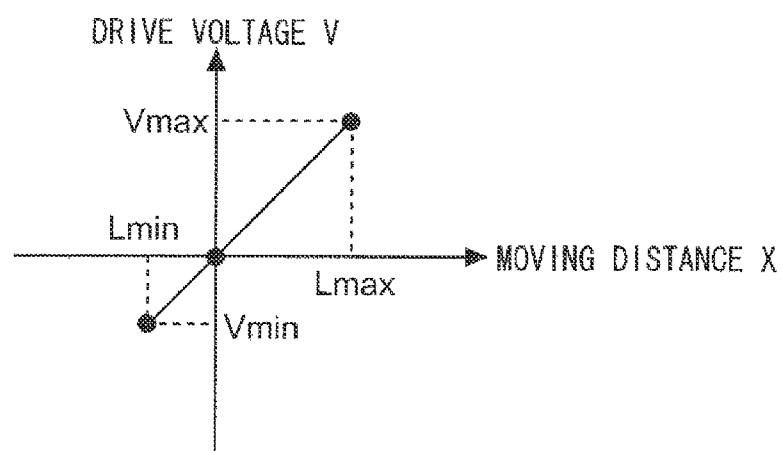 DRIVE VOLTAGE V
Vmax
Lmin
MOVING DISTANCE X
Lmax
Vmin